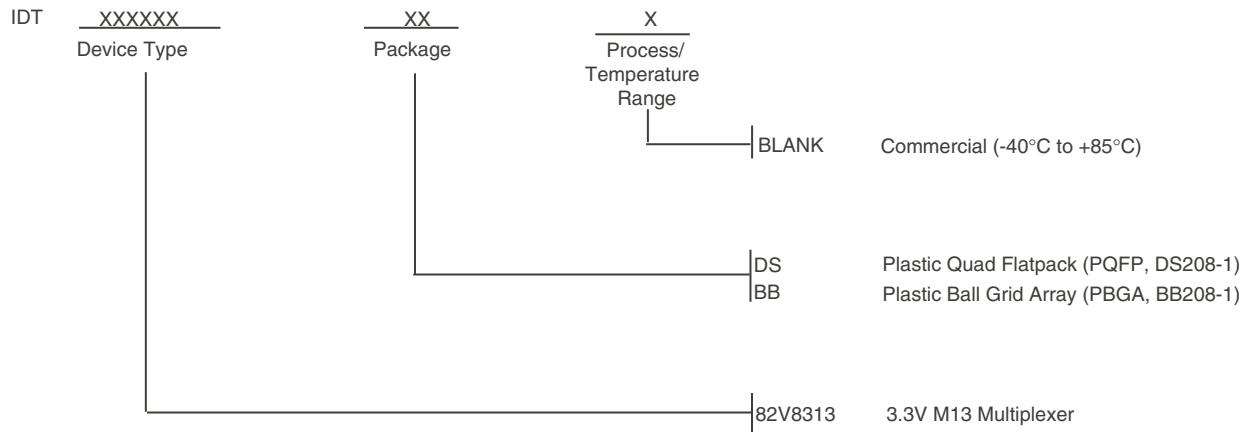 IDT XXXXXX XX X
Device Type Package Process/
Temperature
Range
BLANK Commercial (-40°C to +85°C)
DS Plastic Quad Flatpack (PQFP, DS208-1)
BB Plastic Ball Grid Array (PBGA, BB208-1)
82V8313 3.3V M13 Multiplexer